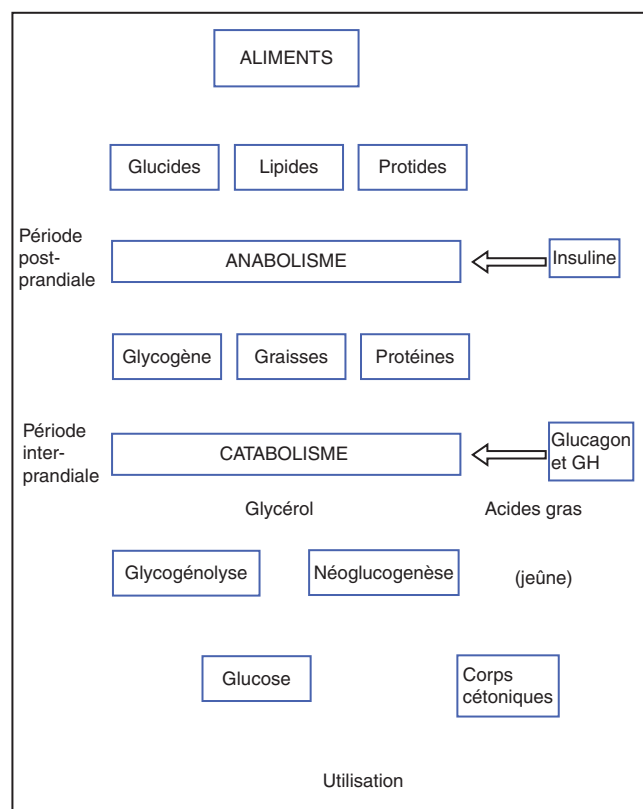 ALIMENTS
Glucides Lipides Protides
Période
post-
prandiale
ANABOLISME
Insuline
Glycogène Graisses Protéines
Période
inter-
prandiale
CATABOLISME
Glucagon
et GH
Glycérol Acides gras
Glycogénolyse Néoglucogenèse (jeûne)
Glucose
Corps
cétoniques
Utilisation